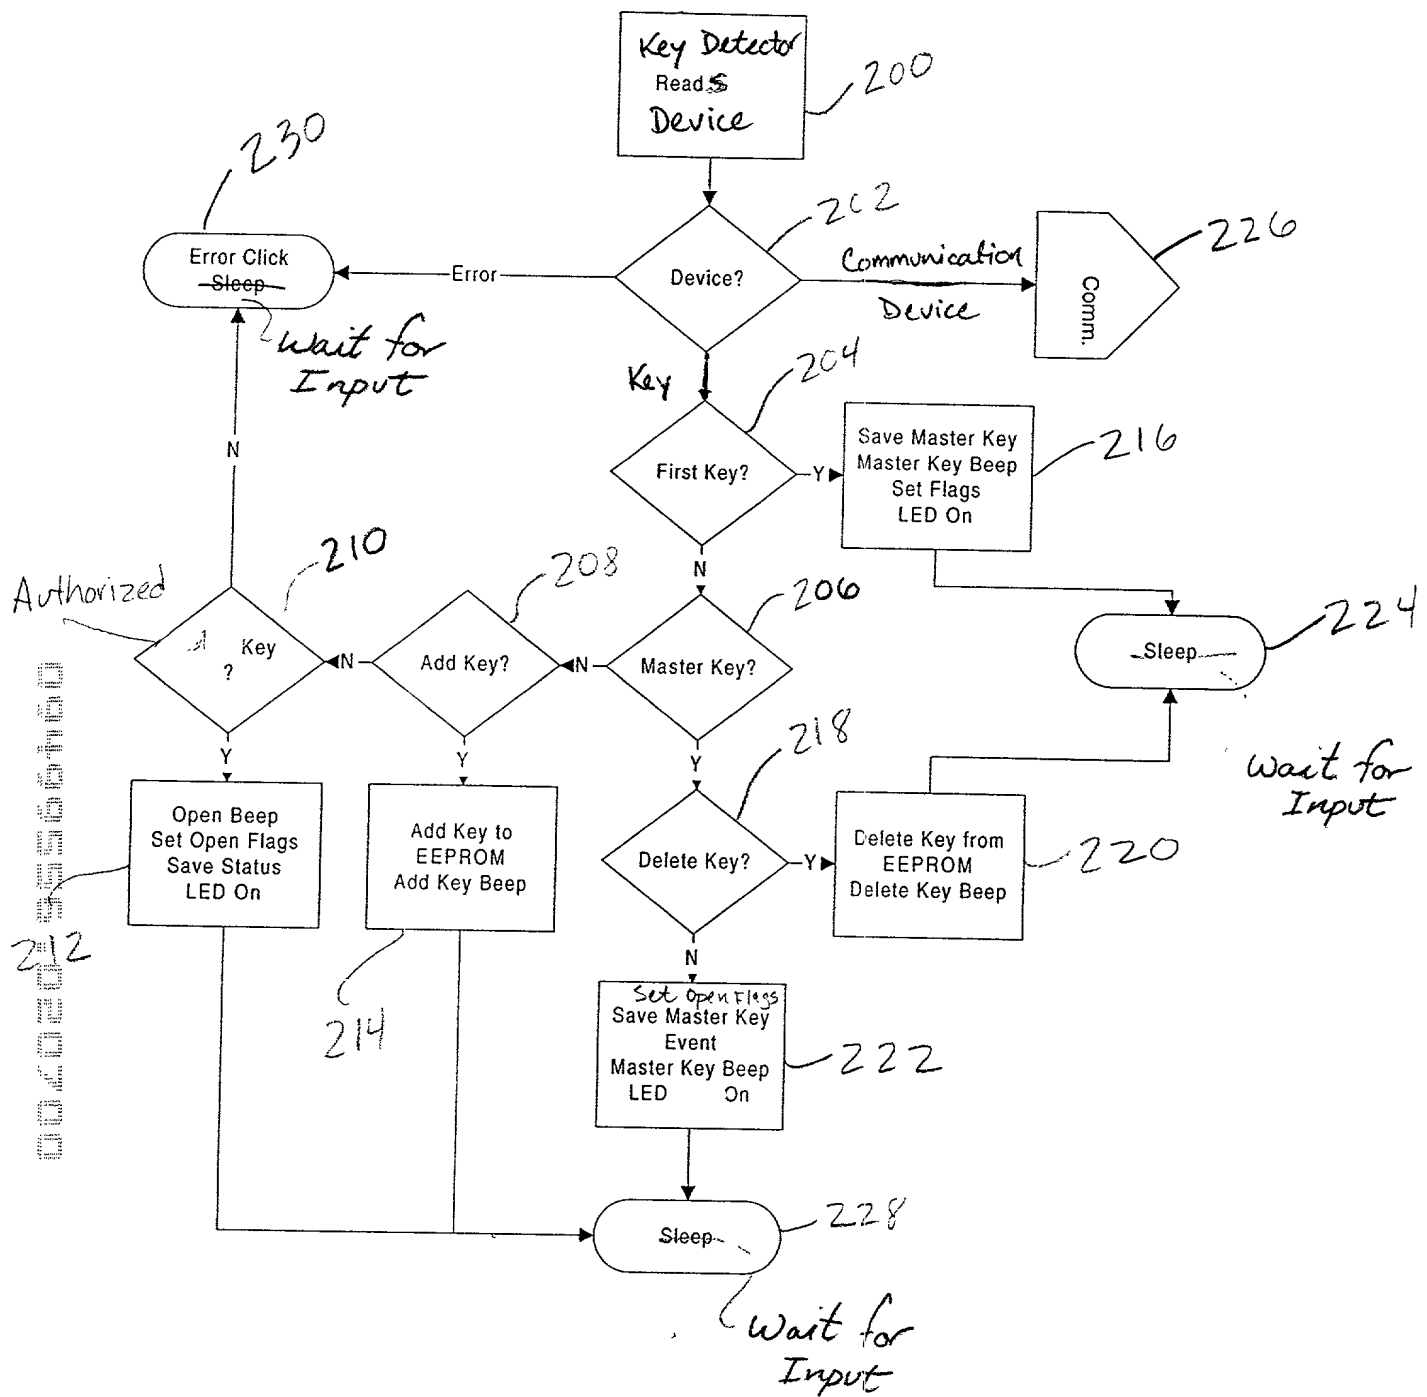 Key Detector
Reads
Device
200
230
202
226
Error Click
Sleep
Error
Device?
Communication
Device
Comm.
Wait for
Input
Key
204
N
First Key?
Y
Save Master Key
Master Key Beep
Set Flags
LED On
216
N
Authorized
210
208
206
224
Key
?
N
Add Key?
N
Master Key?
Sleep
Y
Y
Y
218
Wait for
Input
Open Beep
Set Open Flags
Save Status
LED On
212
Add Key to
EEPROM
Add Key Beep
214
Delete Key?
Y
Delete Key from
EEPROM
Delete Key Beep
220
N
Set Open Flags
Save Master Key
Event
Master Key Beep
LED On
222
Sleep
228
Wait for
Input